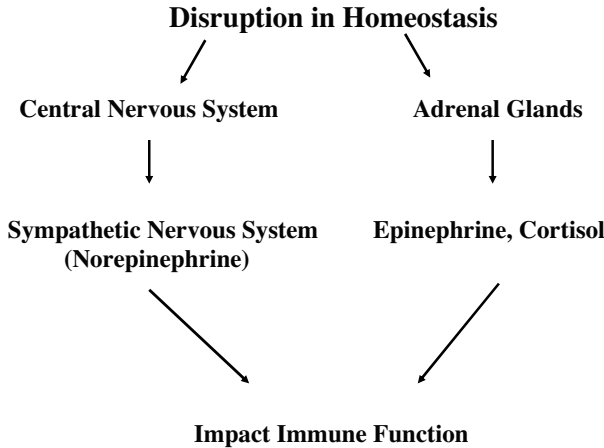 Disruption in Homeostasis
Central Nervous System
Adrenal Glands
Sympathetic Nervous System
(Norepinephrine)
Epinephrine, Cortisol
Impact Immune Function